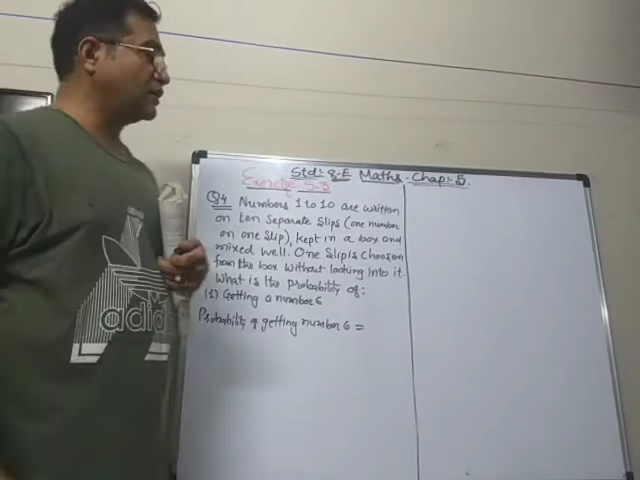 Std: 8-E Maths. Chap: 5.
Exercise 5.3
Q4 Numbers 1 to 10 are written
on ten separate slips (one number
on one slip), kept in a box and
mixed well. One slip is choosen
from the box without looking into it.
What is the probability of:
(1) Getting a number 6
Probability of getting number 6 =
adidas